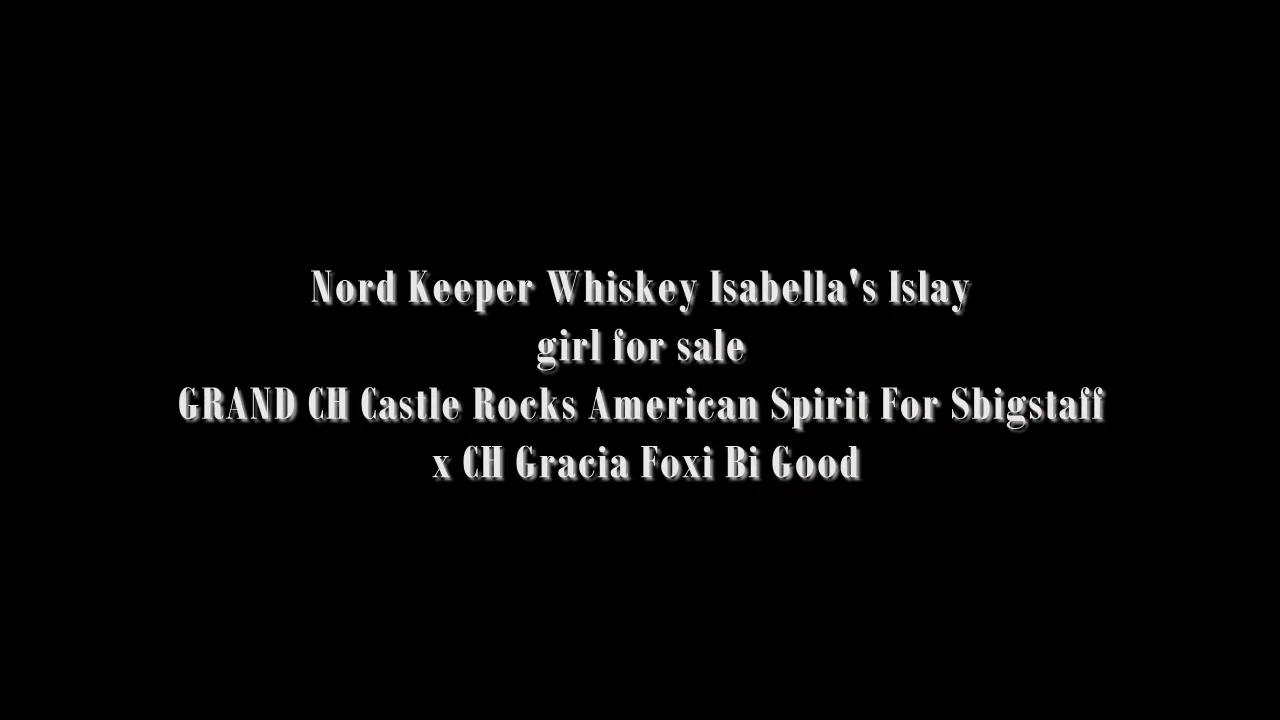 Nord Keeper Whiskey Isabella's Islay
girl for sale
GRAND CH Castle Rocks American Spirit For Sbigstaff
x CH Gracia Foxi Bi Good